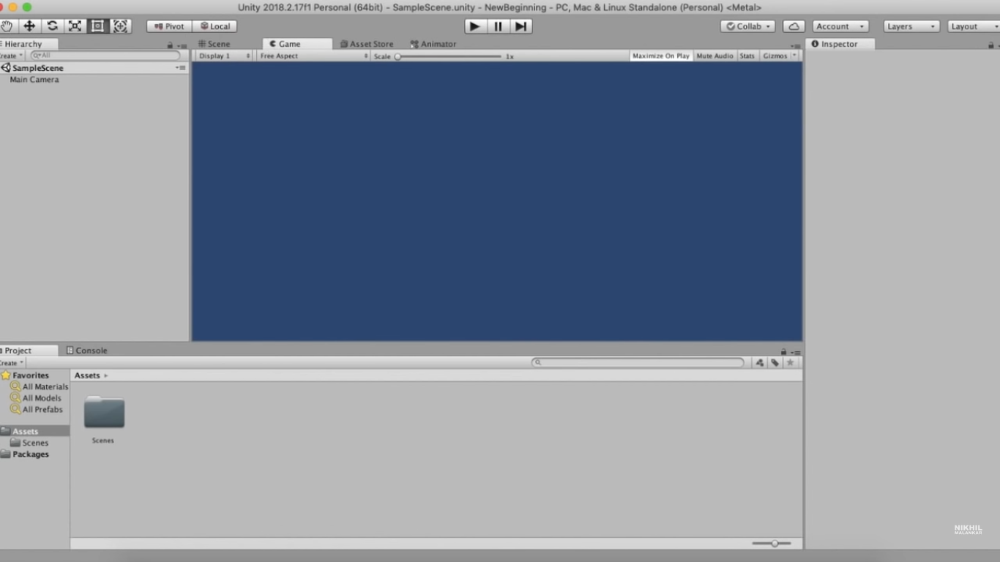 Unity 2018.2.17f1 Personal (64bit) - SampleScene.unity - NewBeginning - PC, Mac & Linux Standalone (Personal) <Metal>
Pivot Local Collab Account Layers Layout
Hierarchy Scene Game Asset Store Animator Inspector
reate All Display 1 Free Aspect Scale 1x Maximize On Play Mute Audio Stats Gizmos
SampleScene
Main Camera
Project Console
reate
Favorites Assets
All Materials
All Models
All Prefabs
Assets
Scenes Scenes
Packages
NIKHIL
MALANKAR